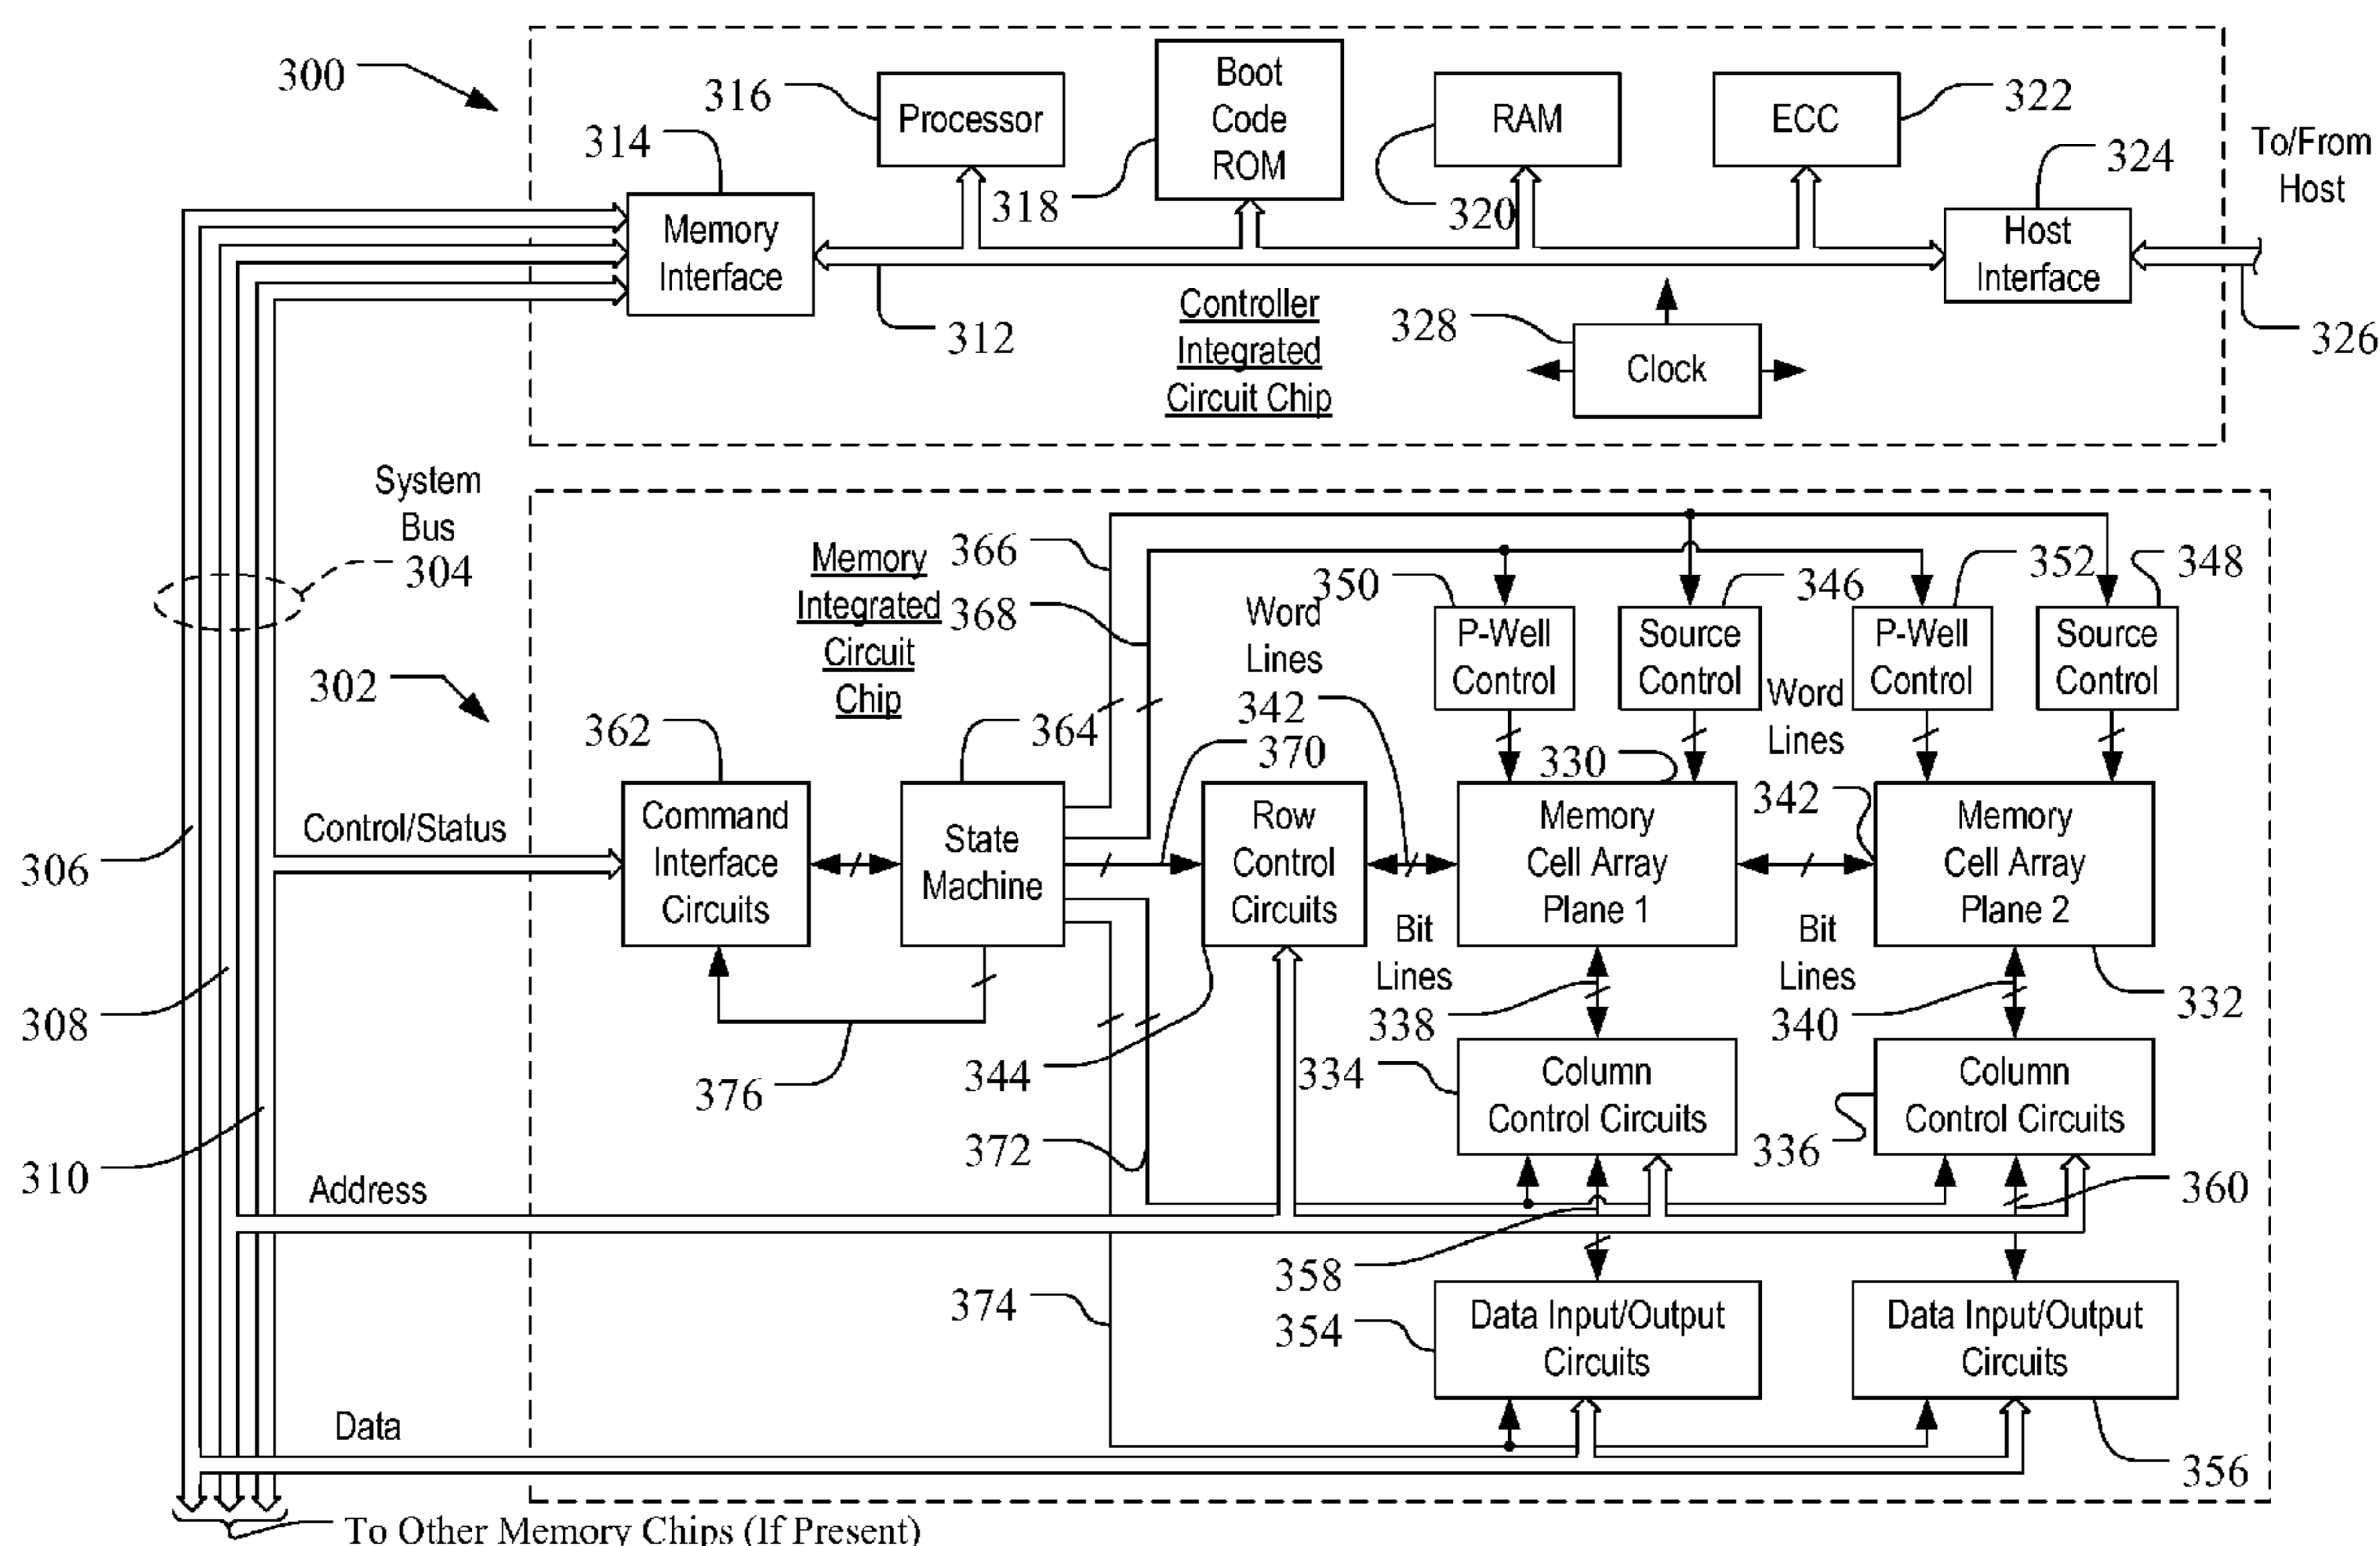 300
316
Processor
Boot
Code
ROM
318
RAM
320
ECC
322
To/From
Host
314
Memory
Interface
324
Host
Interface
326
312
Controller
Integrated
Circuit Chip
328
Clock
System
Bus
304
302
Memory
Integrated
Circuit
Chip
366
368
Word
Lines
342
350
P-Well
Control
346
Source
Control
352
P-Well
Control
348
Source
Control
Word
Lines
342
362
Command
Interface
Circuits
364
State
Machine
370
Row
Control
Circuits
330
Memory
Cell Array
Plane 1
Memory
Cell Array
Plane 2
332
Control/Status
306
308
310
376
344
372
Bit
Lines
338
Bit
Lines
340
334
Column
Control Circuits
336
Column
Control Circuits
Address
358
360
374
354
Data Input/Output
Circuits
Data Input/Output
Circuits
356
Data
To Other Memory Chips (If Present)